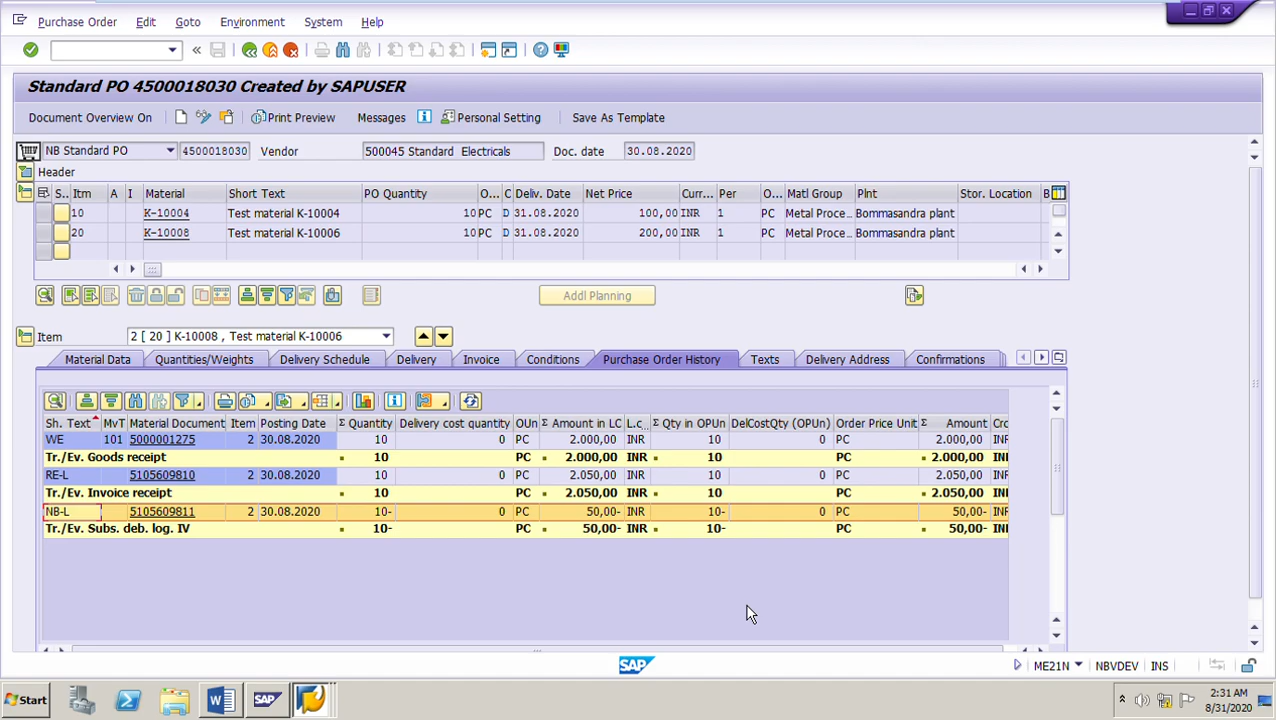 Purchase Order Edit Goto Environment System Help
Standard PO 4500018030 Created by SAPUSER
Document Overview On Print Preview Messages Personal Setting Save As Template
NB Standard PO 4500018030 Vendor 500045 Standard Electricals Doc. date 30.08.2020
Header
S.. Itm A I Material Short Text PO Quantity O... C Deliv. Date Net Price Curr... Per O... Matl Group Plnt Stor. Location B
10 K-10004 Test material K-10004 10 PC D 31.08.2020 100,00 INR 1 PC Metal Proce... Bommasandra plant
20 K-10008 Test material K-10006 10 PC D 31.08.2020 200,00 INR 1 PC Metal Proce... Bommasandra plant
Addl Planning
Item 2 [ 20 ] K-10008 , Test material K-10006
Material Data Quantities/Weights Delivery Schedule Delivery Invoice Conditions Purchase Order History Texts Delivery Address Confirmations
Sh. Text MvT Material Document Item Posting Date Σ Quantity Delivery cost quantity OUn Σ Amount in LC L.c... Σ Qty in OPUn DelCostQty (OPUn) Order Price Unit Σ Amount Crc
WE 101 5000001275 2 30.08.2020 10 0 PC 2.000,00 INR 10 0 PC 2.000,00 INR
Tr./Ev. Goods receipt 10 PC 2.000,00 INR 10 PC 2.000,00 INR
RE-L 5105609810 2 30.08.2020 10 0 PC 2.050,00 INR 10 0 PC 2.050,00 INR
Tr./Ev. Invoice receipt 10 PC 2.050,00 INR 10 PC 2.050,00 INR
NB-L 5105609811 2 30.08.2020 10- 0 PC 50,00- INR 10- 0 PC 50,00- INR
Tr./Ev. Subs. deb. log. IV 10- PC 50,00- INR 10- PC 50,00- INR
SAP ME21N NBVDEV INS
Start SAP 2:31 AM
8/31/2020